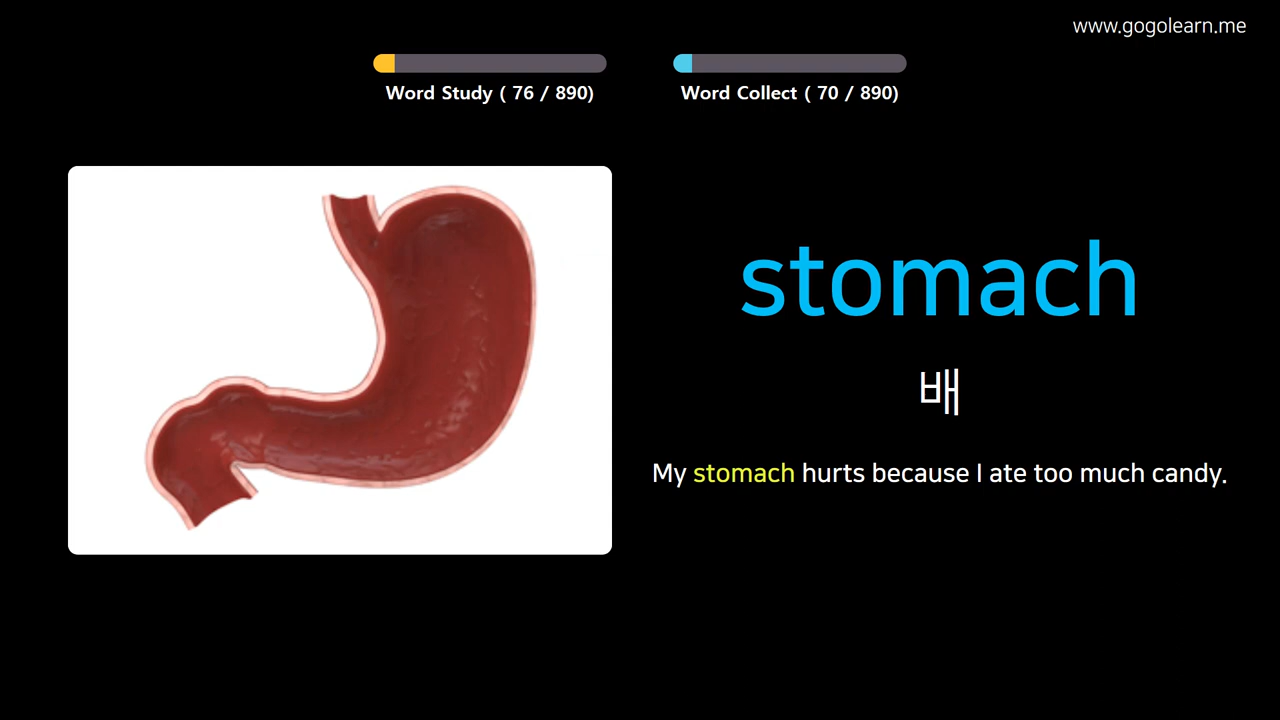 www.gogolearn.me
Word Study ( 76 / 890)
Word Collect ( 70 / 890)
stomach
배
My stomach hurts because I ate too much candy.